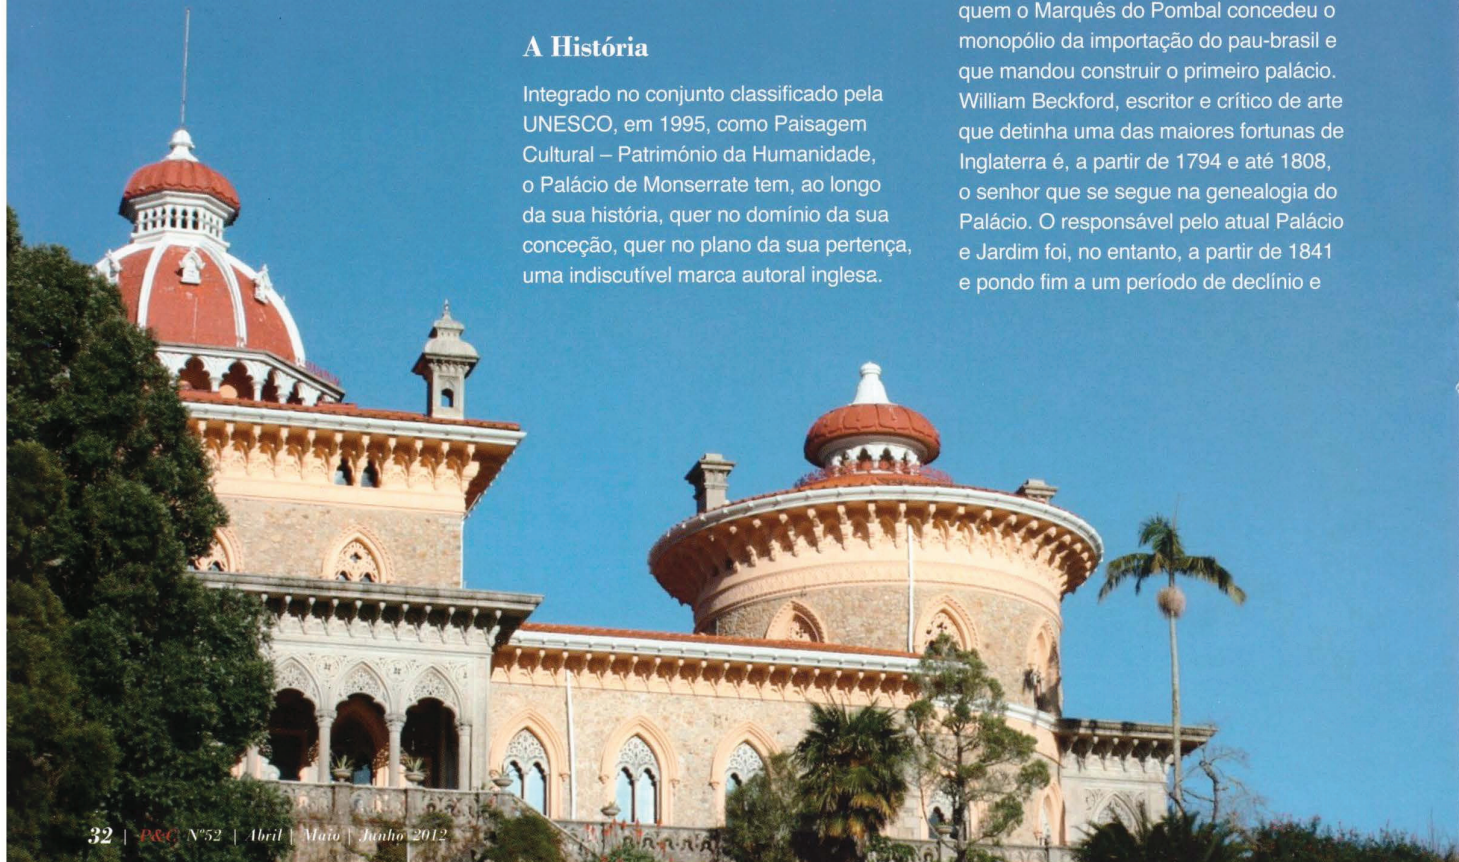 A História
Integrado no conjunto classificado pela
UNESCO, em 1995, como Paisagem
Cultural – Património da Humanidade,
o Palácio de Monserrate tem, ao longo
da sua história, quer no domínio da sua
conceção, quer no plano da sua pertença,
uma indiscutível marca autoral inglesa.
quem o Marquês do Pombal concedeu o
monopólio da importação do pau-brasil e
que mandou construir o primeiro palácio.
William Beckford, escritor e crítico de arte
que detinha uma das maiores fortunas de
Inglaterra é, a partir de 1794 e até 1808,
o senhor que se segue na genealogia do
Palácio. O responsável pelo atual Palácio
e Jardim foi, no entanto, a partir de 1841
e pondo fim a um período de declínio e
32 | P&C Nº52 | Abril | Maio | Junho 2012